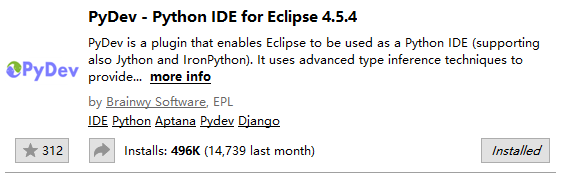 PyDev - Python IDE for Eclipse 4.5.4
PyDev is a plugin that enables Eclipse to be used as a Python IDE (supporting
also Jython and IronPython). It uses advanced type inference techniques to
PyDev
provide... more info
by Brainwy Software, EPL
IDE Python Aptana Pydev Django
312 Installs: 496K (14,739 last month) Installed